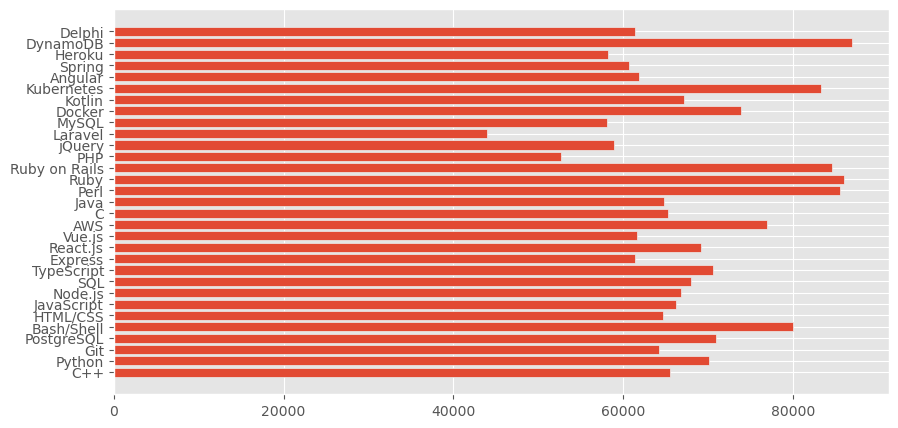 Delphi
DynamoDB
Heroku
Spring
Angular
Kubernetes
Kotlin
Docker
MySQL
Laravel
jQuery
PHP
Ruby on Rails
Ruby
Perl
Java
C
AWS
Vue.js
React.js
Express
TypeScript
SQL
Node.js
JavaScript
HTML/CSS
Bash/Shell
PostgreSQL
Git
Python
C++
0 20000 40000 60000 80000